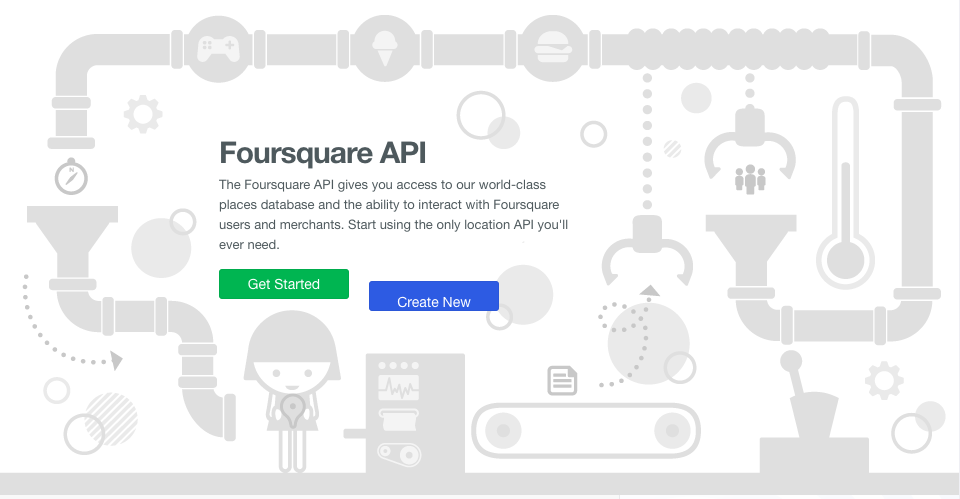 Foursquare API
The Foursquare API gives you access to our world-class
places database and the ability to interact with Foursquare
users and merchants. Start using the only location API you'll
ever need.
Get Started
Create New
N